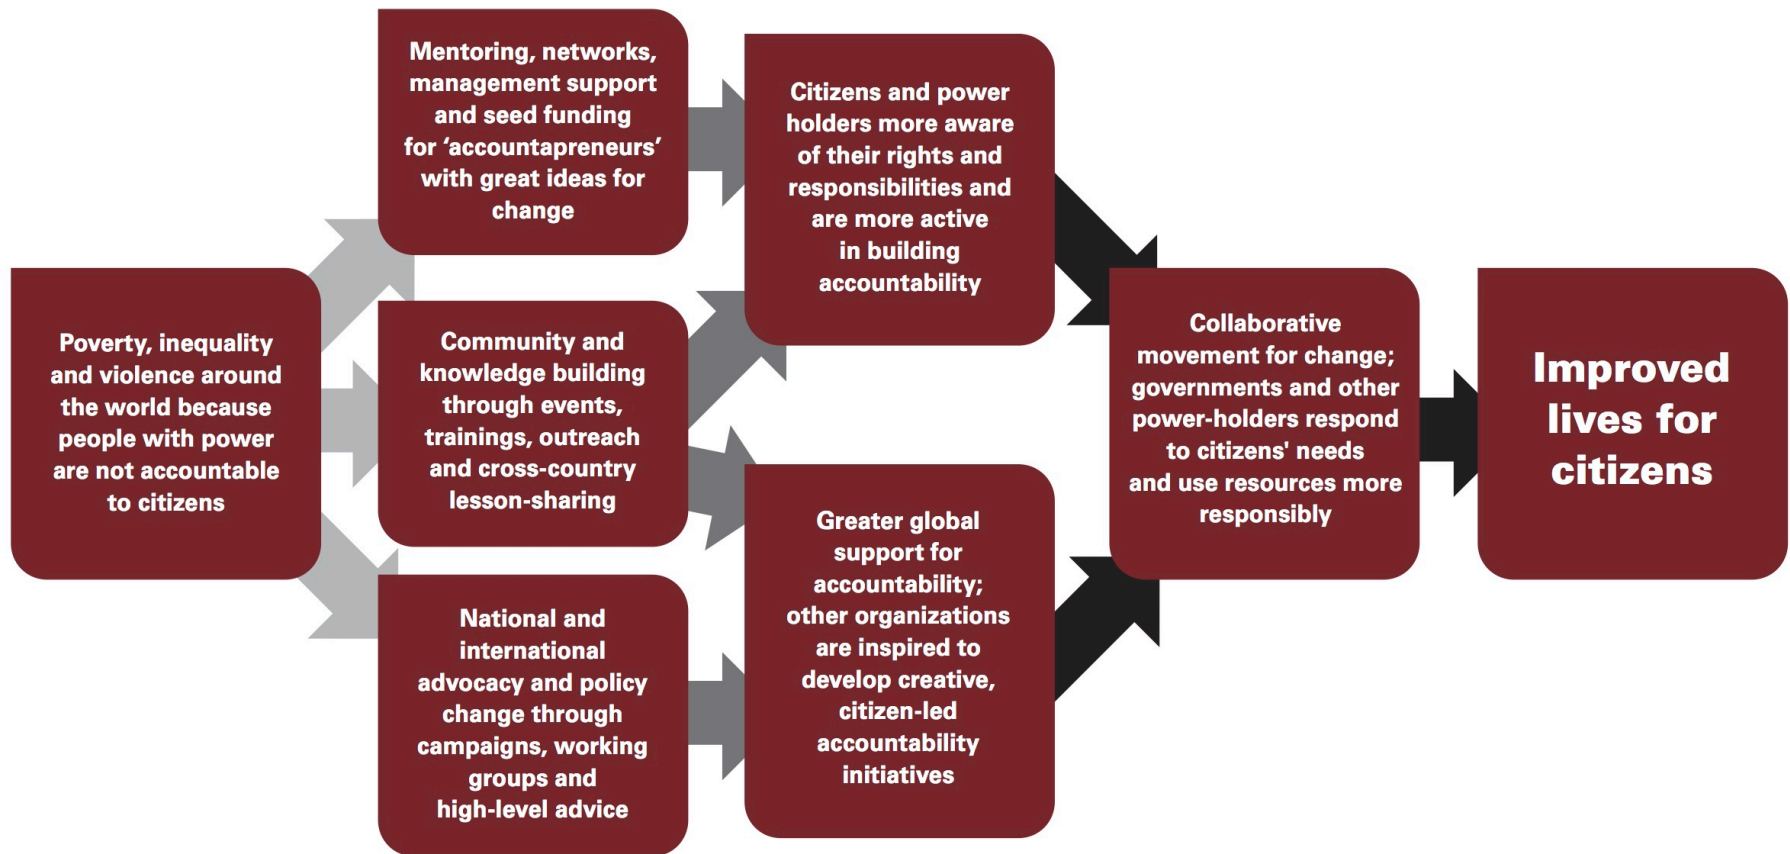 Poverty, inequality
and violence around
the world because
people with power
are not accountable
to citizens
Mentoring, networks,
management support
and seed funding
for ‘accountapreneurs’
with great ideas for
change
Community and
knowledge building
through events,
trainings, outreach
and cross-country
lesson-sharing
National and
international
advocacy and policy
change through
campaigns, working
groups and
high-level advice
Citizens and power
holders more aware
of their rights and
responsibilities and
are more active
in building
accountability
Greater global
support for
accountability;
other organizations
are inspired to
develop creative,
citizen-led
accountability
initiatives
Collaborative
movement for change;
governments and other
power-holders respond
to citizens' needs
and use resources more
responsibly
Improved
lives for
citizens